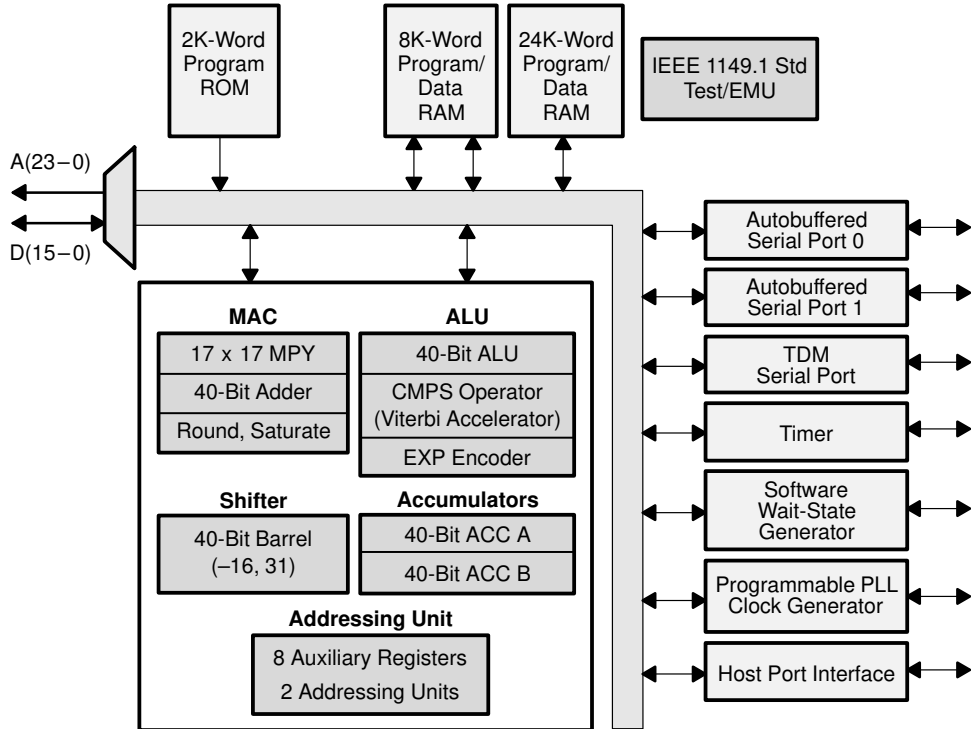 2K-Word
Program
ROM
8K-Word
Program/
Data
RAM
24K-Word
Program/
Data
RAM
IEEE 1149.1 Std
Test/EMU
A(23–0)
D(15–0)
MAC
17 x 17 MPY
40-Bit Adder
Round, Saturate
ALU
40-Bit ALU
CMPS Operator
(Viterbi Accelerator)
EXP Encoder
Shifter
40-Bit Barrel
(–16, 31)
Accumulators
40-Bit ACC A
40-Bit ACC B
Addressing Unit
8 Auxiliary Registers
2 Addressing Units
Autobuffered
Serial Port 0
Autobuffered
Serial Port 1
TDM
Serial Port
Timer
Software
Wait-State
Generator
Programmable PLL
Clock Generator
Host Port Interface